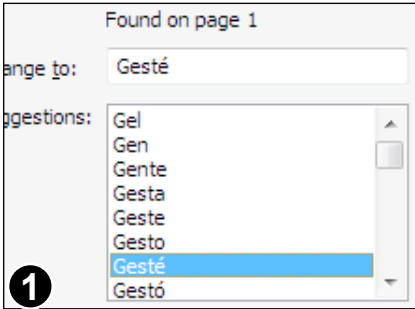 Found on page 1
ange to: Gesté
ggestions:
Gel
Gen
Gente
Gesta
Geste
Gesto
Gesté
Gestó
1